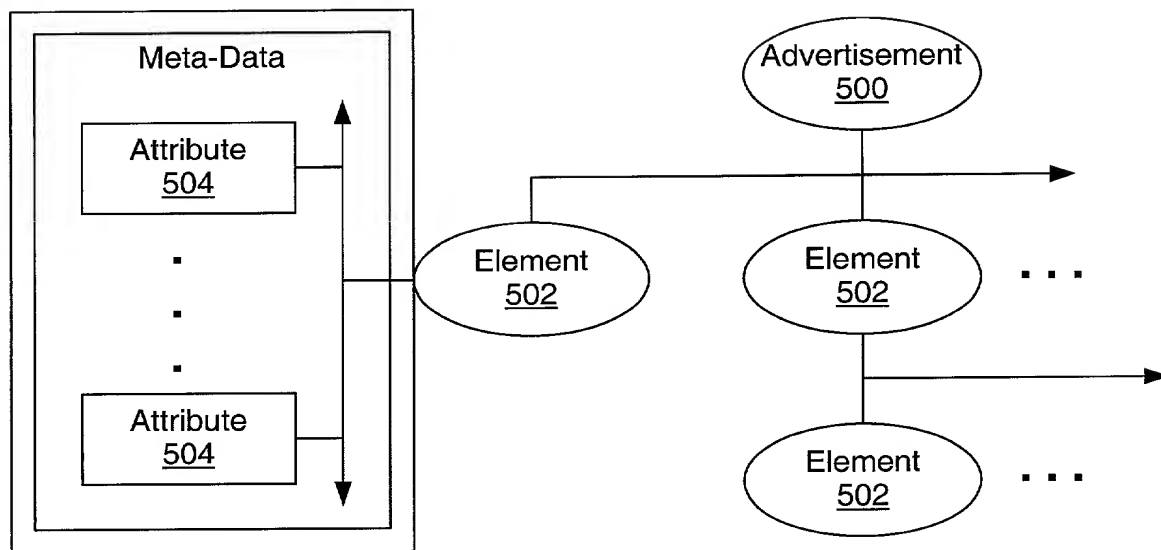 Meta-Data
Attribute
504
Attribute
504
Advertisement
500
Element
502
Element
502
Element
502